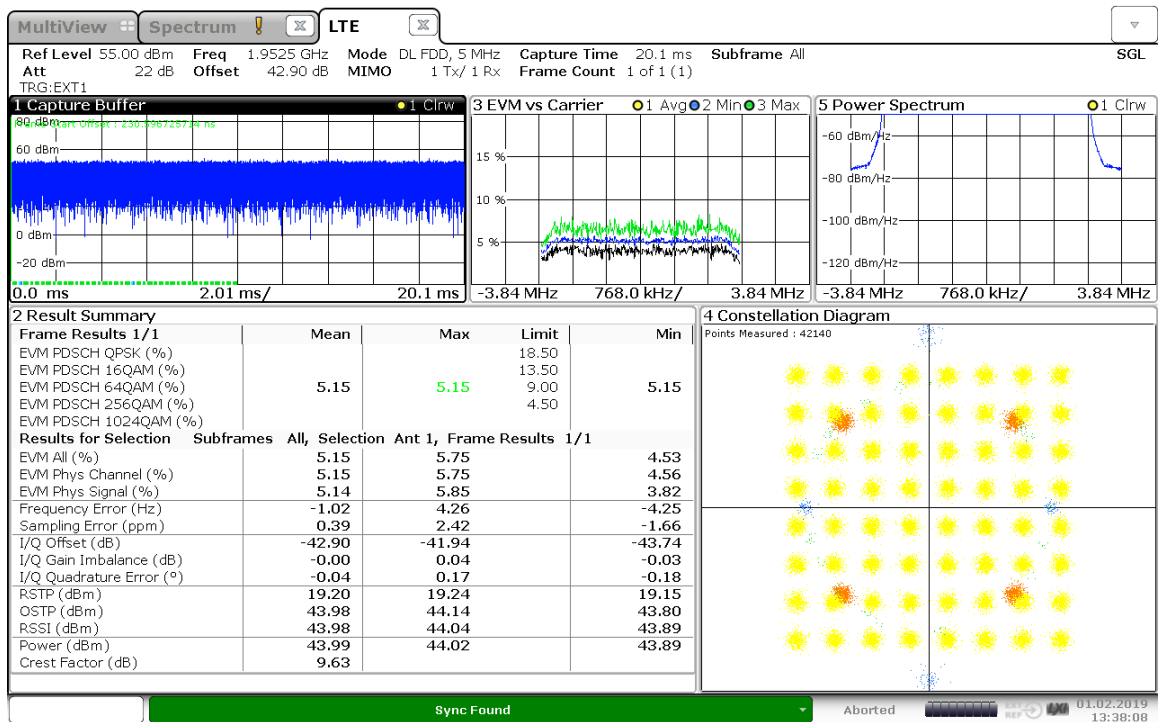 MultiView Spectrum LTE
Ref Level 55.00 dBm Freq 1.9525 GHz Mode DL FDD, 5 MHz Capture Time 20.1 ms Subframe All SGL
Att 22 dB Offset 42.90 dB MIMO 1 Tx/ 1 Rx Frame Count 1 of 1 (1)
TRG:EXT1
1 Capture Buffer 1 Clrw
80 dBm
Frame Start Offset : 230.596725714 ns
60 dBm
0 dBm
-20 dBm
0.0 ms 2.01 ms/ 20.1 ms
3 EVM vs Carrier 1 Avg 2 Min 3 Max
15 %
10 %
5 %
-3.84 MHz 768.0 kHz/ 3.84 MHz
5 Power Spectrum 1 Clrw
-60 dBm/Hz
-80 dBm/Hz
-100 dBm/Hz
-120 dBm/Hz
-3.84 MHz 768.0 kHz/ 3.84 MHz
2 Result Summary
Frame Results 1/1 Mean Max Limit Min
EVM PDSCH QPSK (%) 18.50
EVM PDSCH 16QAM (%) 13.50
EVM PDSCH 64QAM (%) 5.15 5.15 9.00 5.15
EVM PDSCH 256QAM (%) 4.50
EVM PDSCH 1024QAM (%)
Results for Selection Subframes All, Selection Ant 1, Frame Results 1/1
EVM All (%) 5.15 5.75 4.53
EVM Phys Channel (%) 5.15 5.75 4.56
EVM Phys Signal (%) 5.14 5.85 3.82
Frequency Error (Hz) -1.02 4.26 -4.25
Sampling Error (ppm) 0.39 2.42 -1.66
I/Q Offset (dB) -42.90 -41.94 -43.74
I/Q Gain Imbalance (dB) -0.00 0.04 -0.03
I/Q Quadrature Error (°) -0.04 0.17 -0.18
RSTP (dBm) 19.20 19.24 19.15
OSTP (dBm) 43.98 44.14 43.80
RSSI (dBm) 43.98 44.04 43.89
Power (dBm) 43.99 44.02 43.89
Crest Factor (dB) 9.63
4 Constellation Diagram
Points Measured : 42140
Sync Found
Aborted
EXT
REF
LXI
01.02.2019
13:38:08